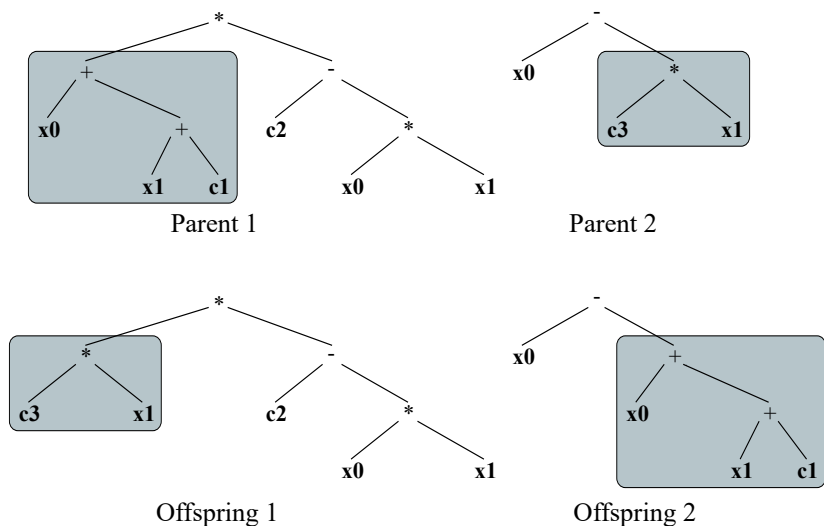 * -
+ - x0 *
x0 + c2 * c3 x1
x1 c1 x0 x1
Parent 1 Parent 2
* -
* - x0 +
c3 x1 c2 * x0 +
x0 x1 x1 c1
Offspring 1 Offspring 2